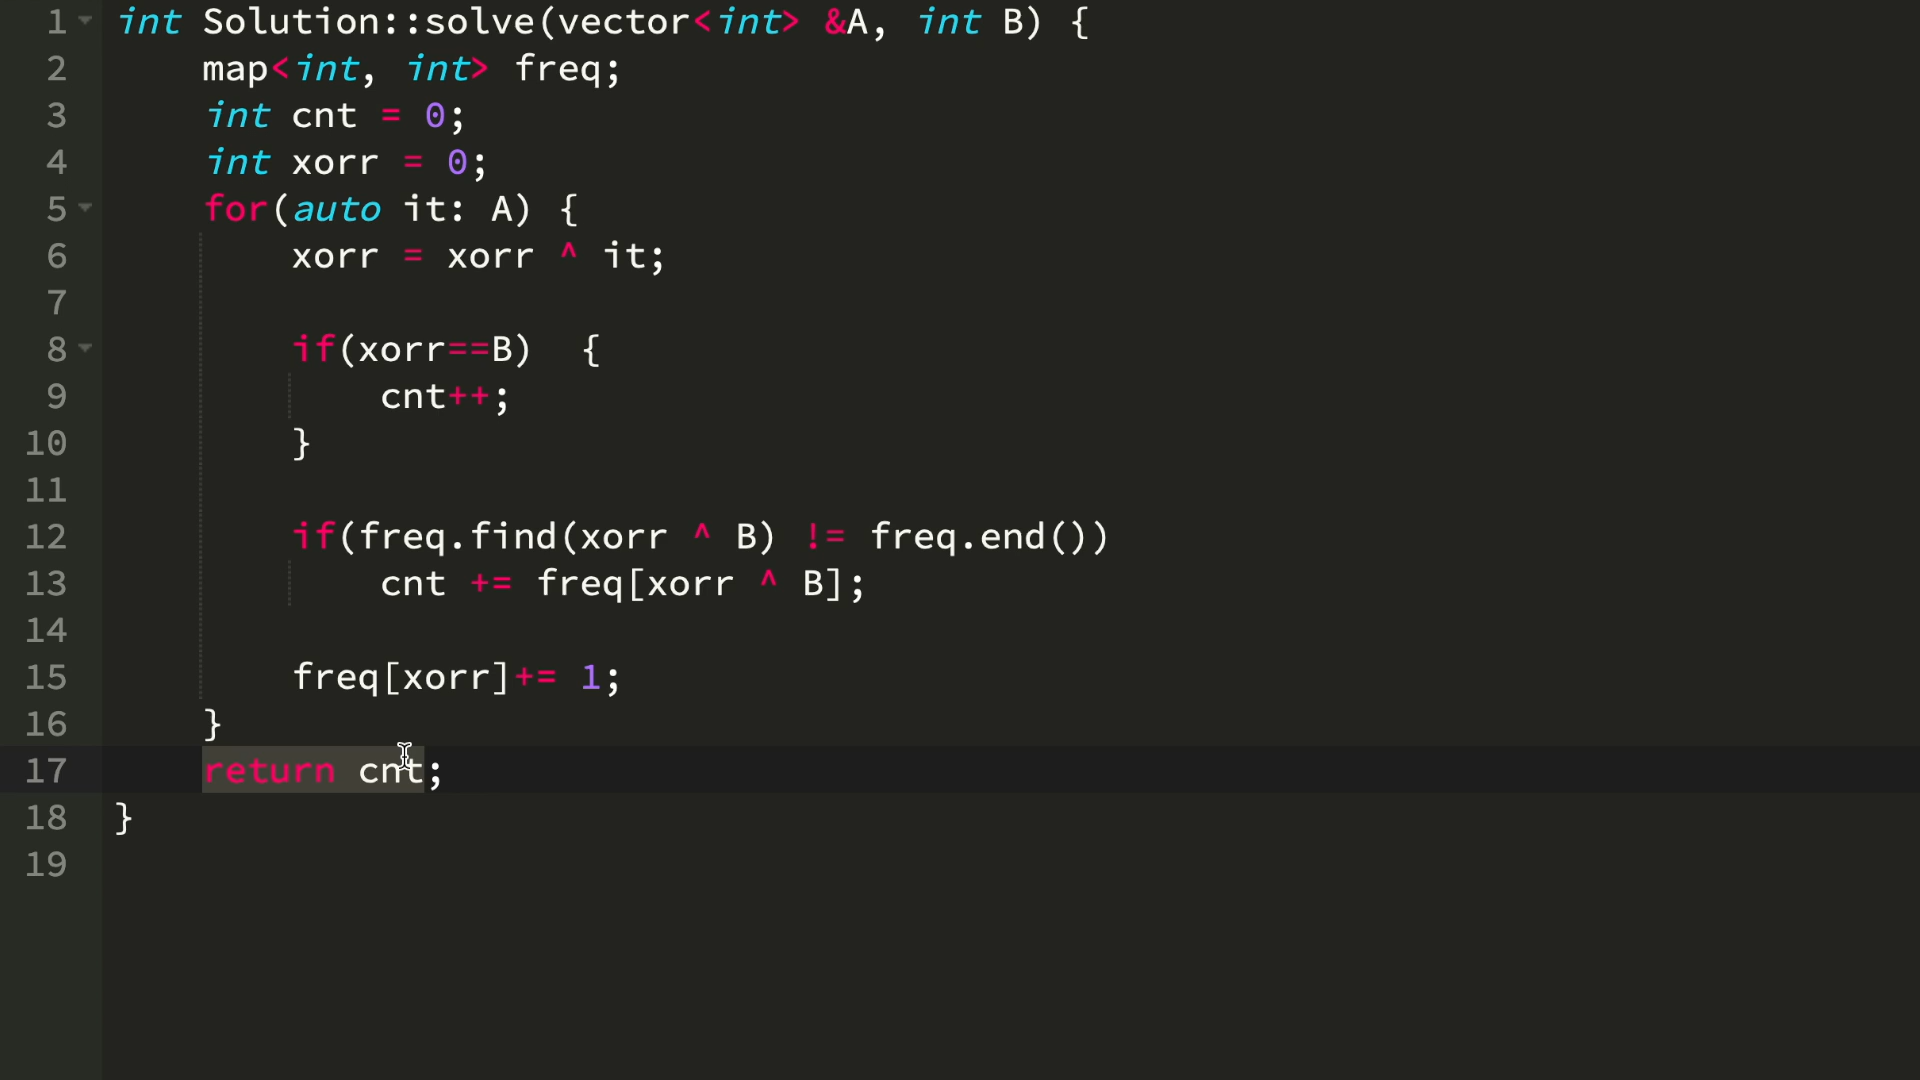 1 int Solution::solve(vector<int> &A, int B) {
2 map<int, int> freq;
3 int cnt = 0;
4 int xorr = 0;
5 for(auto it: A) {
6 xorr = xorr ^ it;
7
8 if(xorr==B)  {
9 cnt++;
10 }
11
12 if(freq.find(xorr ^ B) != freq.end())
13 cnt += freq[xorr ^ B];
14
15 freq[xorr]+= 1;
16 }
17 return cnt;
18 }
19